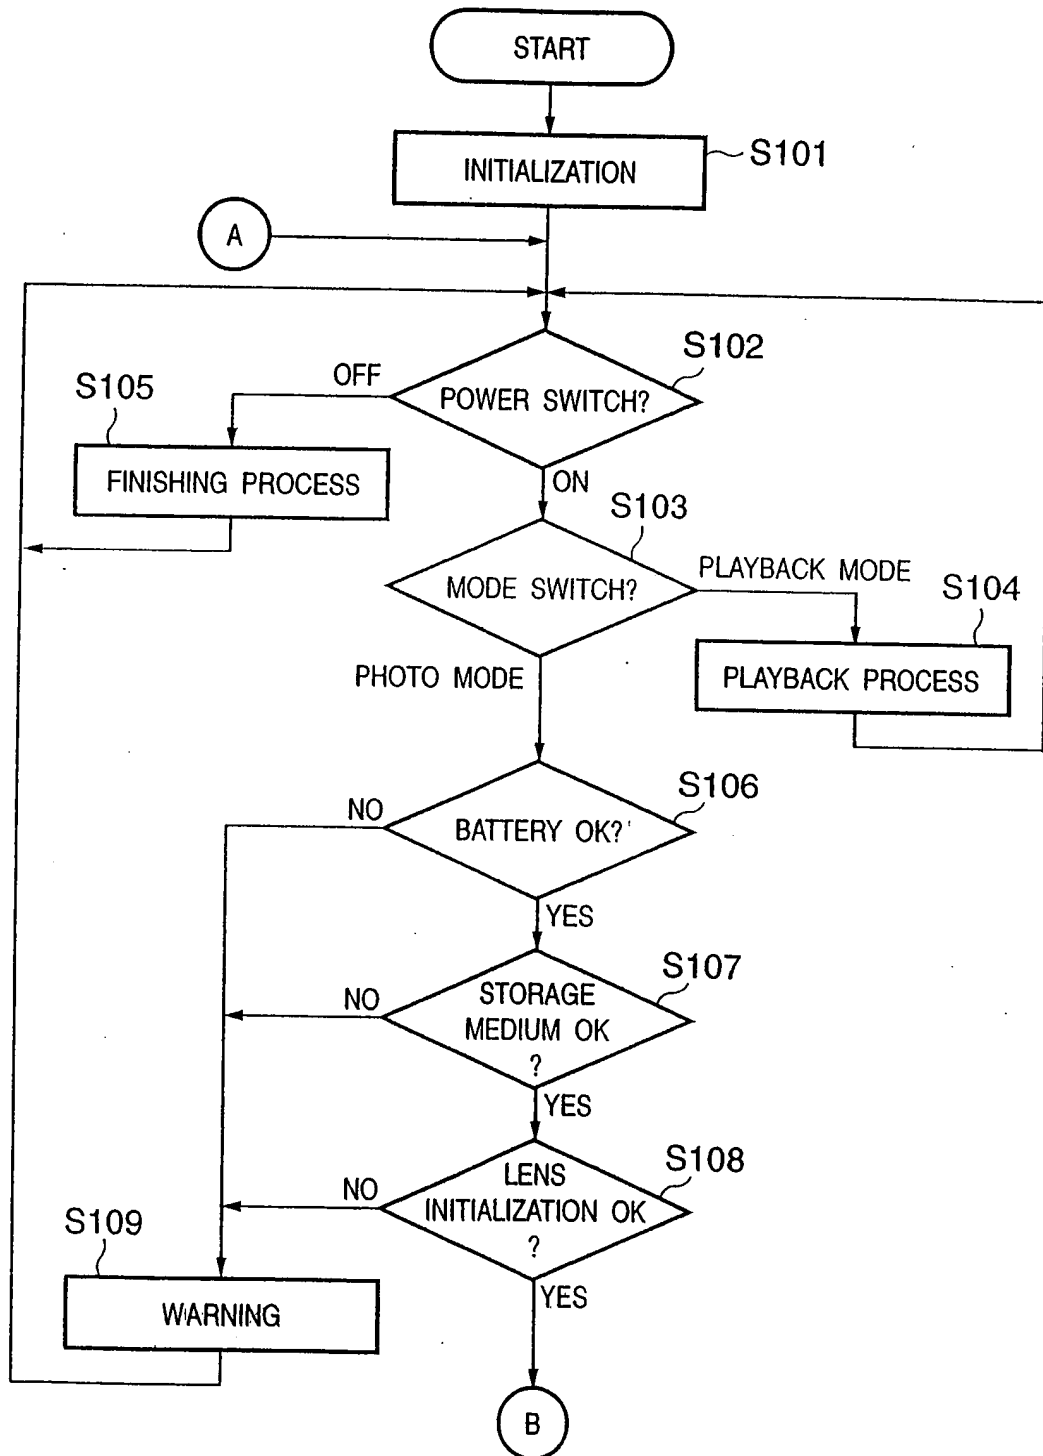 START
INITIALIZATION
S101
A
S102
OFF
POWER SWITCH?
S105
FINISHING PROCESS
ON
S103
MODE SWITCH?
PLAYBACK MODE
S104
PHOTO MODE
PLAYBACK PROCESS
S106
NO
BATTERY OK?
YES
S107
NO
STORAGE
MEDIUM OK
?
YES
S108
NO
LENS
INITIALIZATION OK
?
S109
YES
WARNING
B